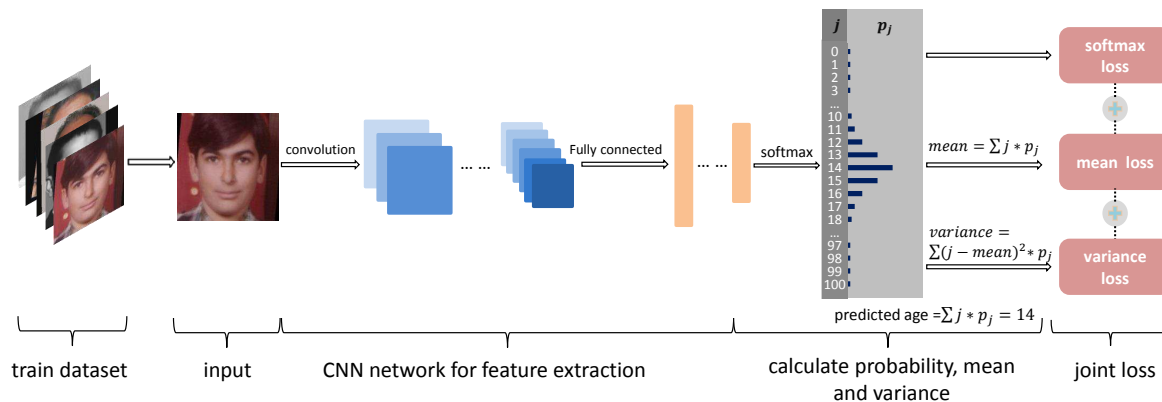 j p_j
0
1
2
3
...
10
11
12
13
14
15
16
17
18
...
97
98
99
100
convolution
... ...
Fully connected
... ...
softmax
mean = ∑ j * p_j
variance =
∑(j − mean)² * p_j
softmax
loss
+
mean loss
+
variance
loss
predicted age =∑ j * p_j = 14
train dataset
input
CNN network for feature extraction
calculate probability, mean
and variance
joint loss